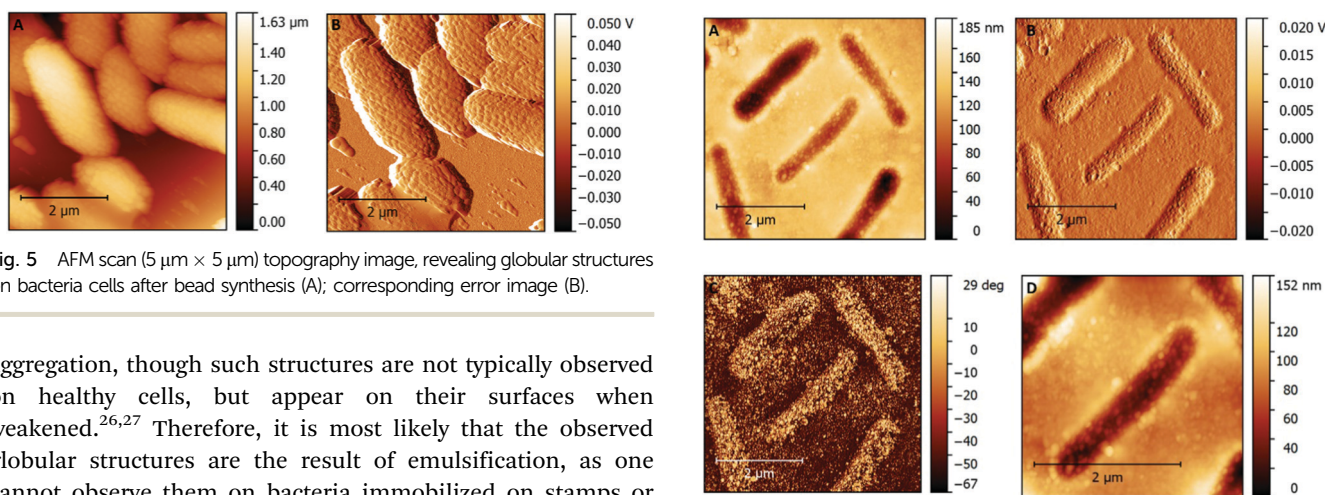 A
1.63 µm
1.40
1.20
1.00
0.80
0.60
0.40
0.00
2 µm
B
0.050 V
0.040
0.030
0.020
0.010
0.000
−0.010
−0.020
−0.030
−0.050
2 µm
ig. 5 AFM scan (5 µm × 5 µm) topography image, revealing globular structures
n bacteria cells after bead synthesis (A); corresponding error image (B).
ggregation, though such structures are not typically observed
n healthy cells, but appear on their surfaces when
eakened.26,27 Therefore, it is most likely that the observed
lobular structures are the result of emulsification, as one
annot observe them on bacteria immobilized on stamps or
A
185 nm
160
140
120
100
80
60
40
0
2 µm
B
0.020 V
0.015
0.010
0.005
0.000
−0.005
−0.010
−0.020
2 µm
C
29 deg
10
0
−10
−20
−30
−40
−50
−67
2 µm
D
152 nm
120
100
80
60
40
0
2 µm